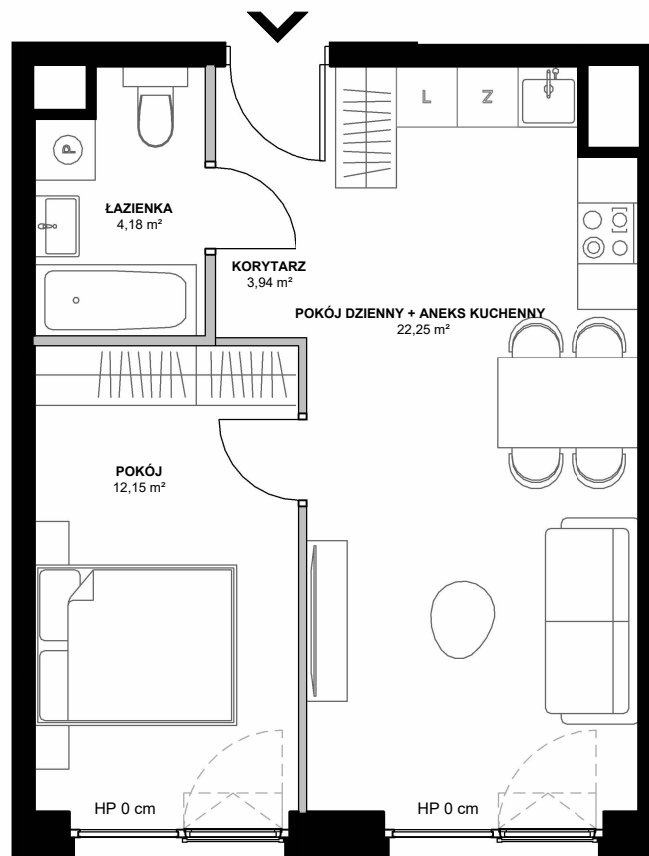 L
Z
P
ŁAZIENKA
4,18 m²
KORYTARZ
3,94 m²
POKÓJ DZIENNY + ANEKS KUCHENNY
22,25 m²
POKÓJ
12,15 m²
HP 0 cm
HP 0 cm